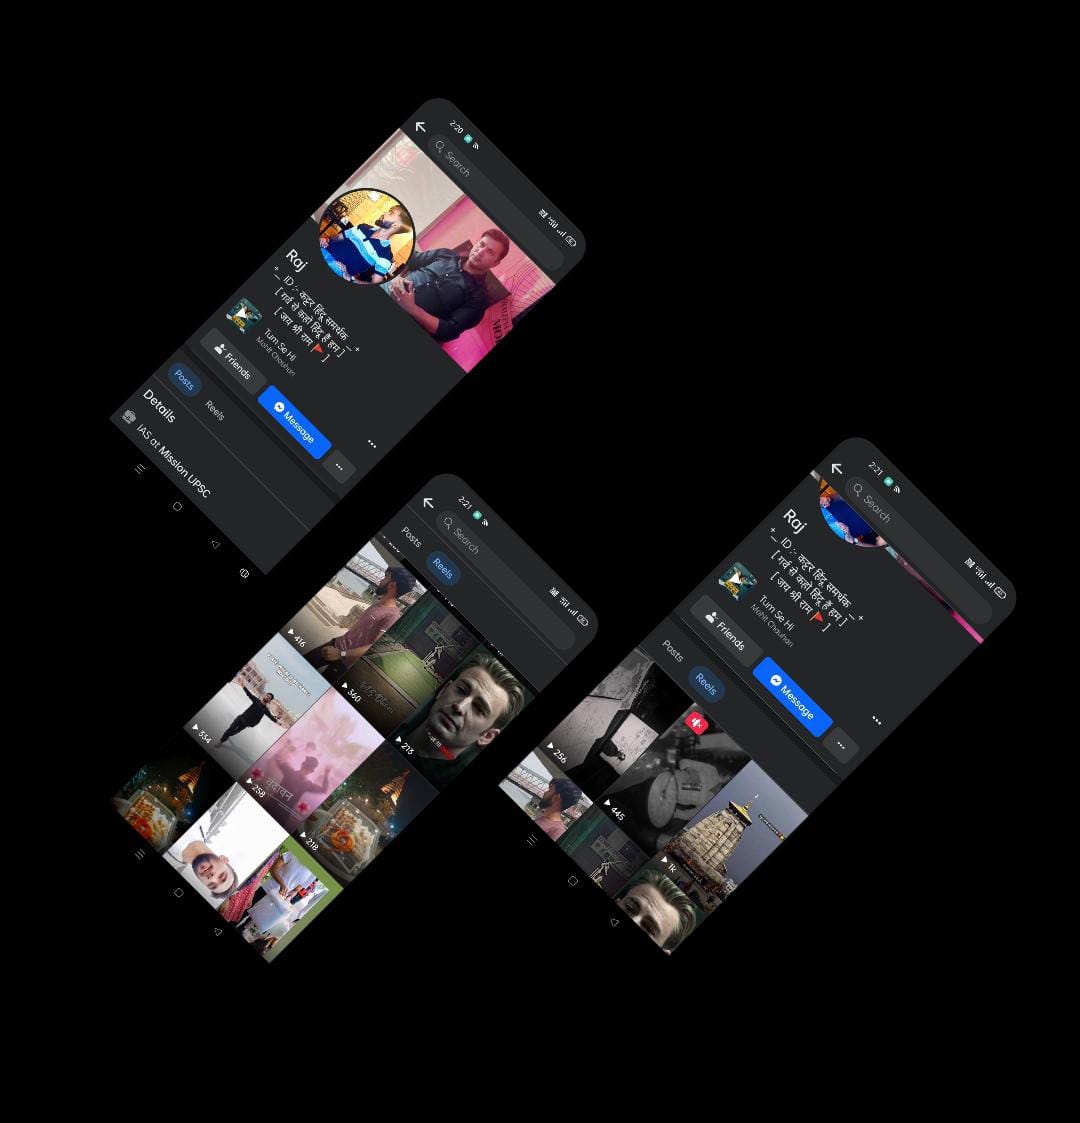 2:20
Search
Raj
+_ ID :- कट्टर हिंदू समर्थक _+
[ गर्व से कहो हिंदू हैं हम ]
[ जय श्री राम 🚩 ]
Tum Se Hi
Mohit Chauhan
Friends
Message
Posts
Reels
Details
IAS at Mission UPSC
2:21
Search
Posts
Reels
416
360
213
334
258
वृंदावन
218
2:21
Search
Raj
+_ ID :- कट्टर हिंदू समर्थक _+
[ गर्व से कहो हिंदू हैं हम ]
[ जय श्री राम 🚩 ]
Tum Se Hi
Mohit Chauhan
Friends
Message
Posts
Reels
256
445
1k